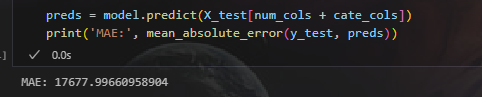 preds = model.predict(X_test[num_cols + cate_cols])
print('MAE:', mean_absolute_error(y_test, preds))
]
✓ 0.0s
MAE: 17677.99660958904